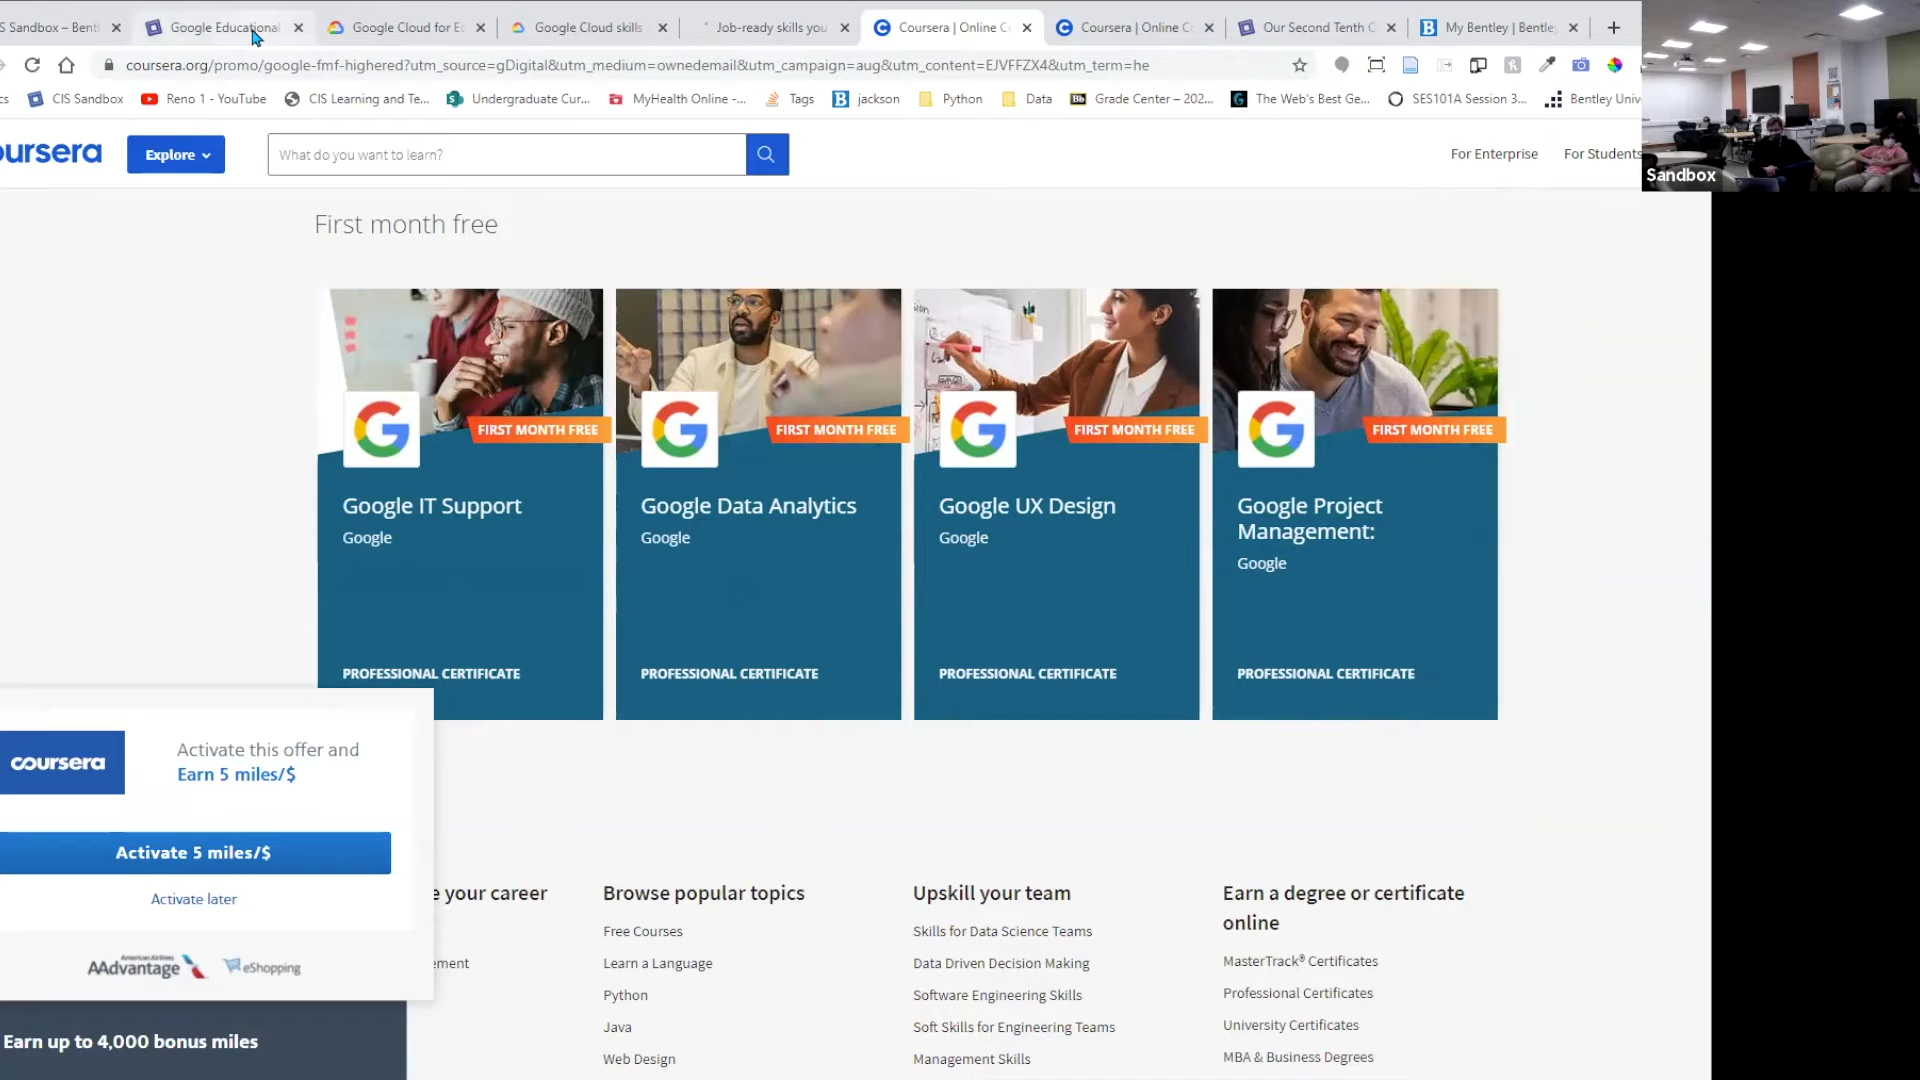 S Sandbox – Bentl
Google Educational
Google Cloud for Ec
Google Cloud skills
Job-ready skills you
Coursera | Online Co
Coursera | Online Co
Our Second Tenth C
My Bentley | Bentley
coursera.org/promo/google-fmf-highered?utm_source=gDigital&utm_medium=ownedemail&utm_campaign=aug&utm_content=EJVFFZX4&utm_term=he
cs
CIS Sandbox
Reno 1 - YouTube
CIS Learning and Te...
Undergraduate Cur...
MyHealth Online -...
Tags
jackson
Python
Data
Grade Center – 202...
The Web's Best Ge...
SES101A Session 3...
Bentley Univ
oursera
Explore
What do you want to learn?
For Enterprise
For Students
Sandbox
First month free
FIRST MONTH FREE
Google IT Support
Google
PROFESSIONAL CERTIFICATE
FIRST MONTH FREE
Google Data Analytics
Google
PROFESSIONAL CERTIFICATE
FIRST MONTH FREE
Google UX Design
Google
PROFESSIONAL CERTIFICATE
FIRST MONTH FREE
Google Project
Management:
Google
PROFESSIONAL CERTIFICATE
coursera
Activate this offer and
Earn 5 miles/$
Activate 5 miles/$
Activate later
American Airlines
AAdvantage
eShopping
Earn up to 4,000 bonus miles
e your career
ement
Browse popular topics
Free Courses
Learn a Language
Python
Java
Web Design
Upskill your team
Skills for Data Science Teams
Data Driven Decision Making
Software Engineering Skills
Soft Skills for Engineering Teams
Management Skills
Earn a degree or certificate
online
MasterTrack® Certificates
Professional Certificates
University Certificates
MBA & Business Degrees